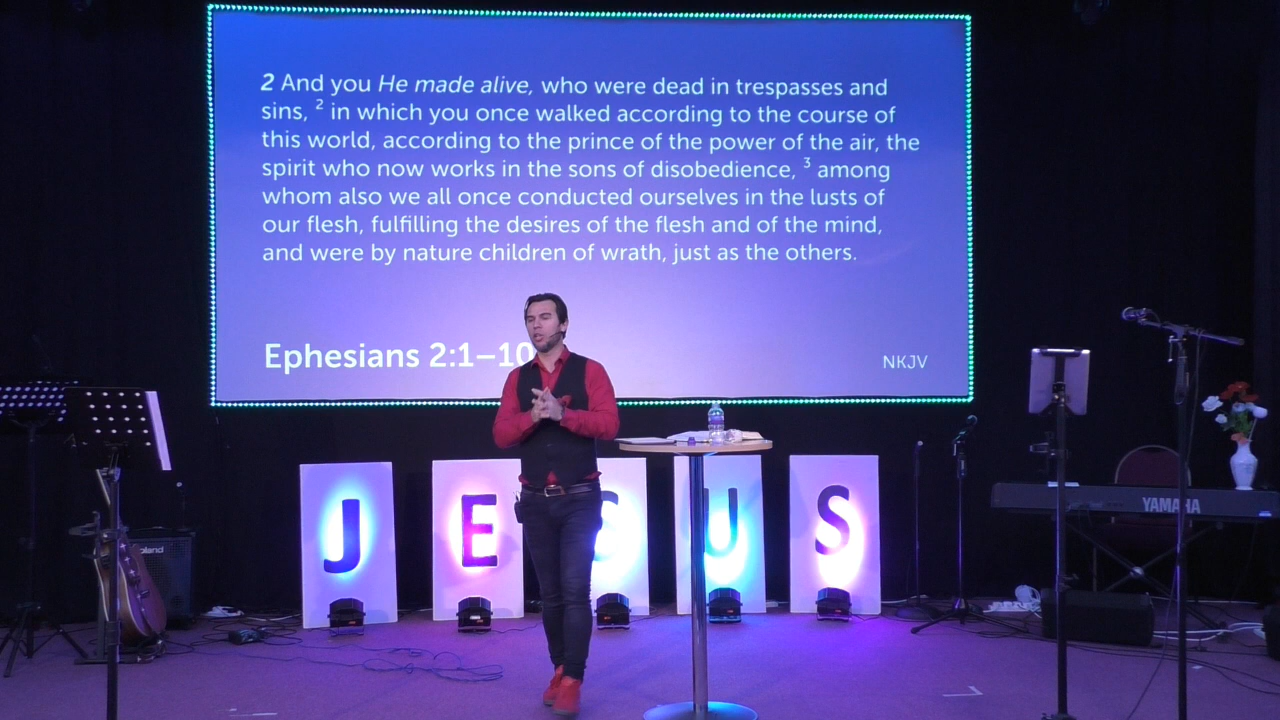 2 And you He made alive, who were dead in trespasses and
sins, 2 in which you once walked according to the course of
this world, according to the prince of the power of the air, the
spirit who now works in the sons of disobedience, 3 among
whom also we all once conducted ourselves in the lusts of
our flesh, fulfilling the desires of the flesh and of the mind,
and were by nature children of wrath, just as the others.
Ephesians 2:1–10
NKJV
J E S U S
Roland
YAMAHA